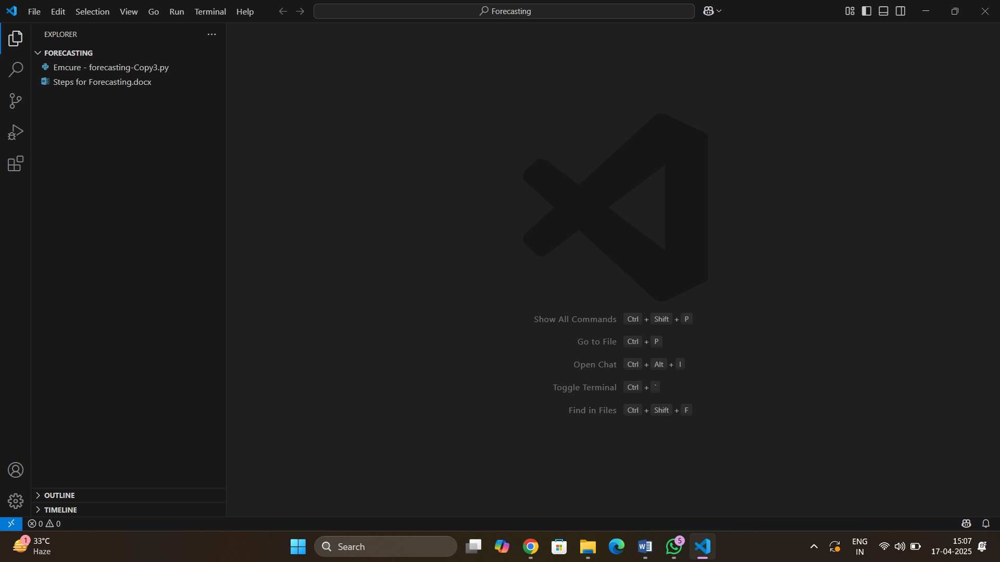 File Edit Selection View Go Run Terminal Help
Forecasting
EXPLORER
FORECASTING
Emcure - forecasting-Copy3.py
Steps for Forecasting.docx
Show All Commands Ctrl + Shift + P
Go to File Ctrl + P
Open Chat Ctrl + Alt + I
Toggle Terminal Ctrl + `
Find in Files Ctrl + Shift + F
OUTLINE
TIMELINE
0 0
1
33°C
Haze
Search
W
5
ENG
IN
15:07
17-04-2025